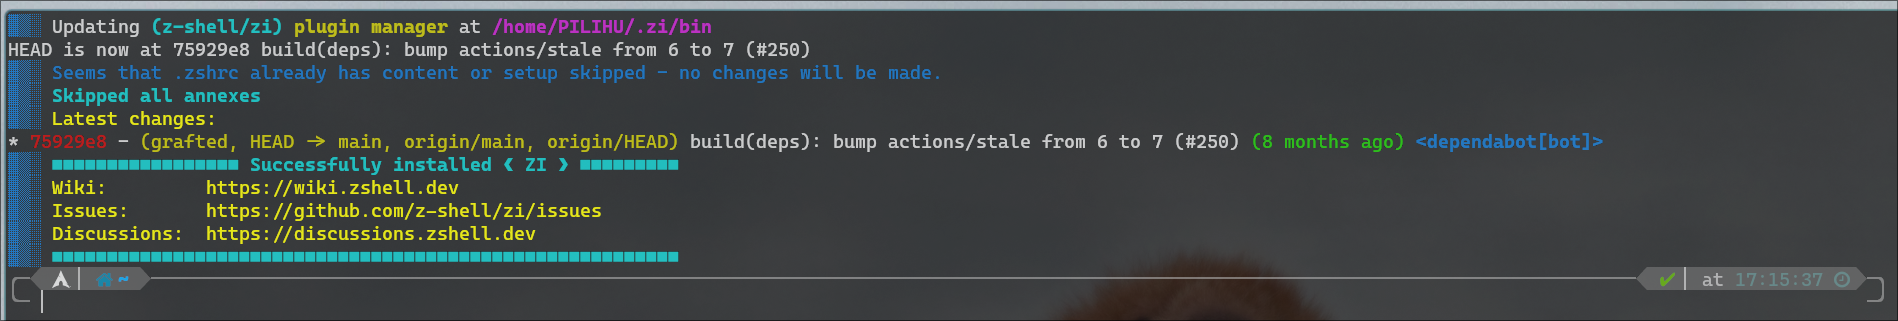 Updating (z-shell/zi) plugin manager at /home/PILIHU/.zi/bin
HEAD is now at 75929e8 build(deps): bump actions/stale from 6 to 7 (#250)
Seems that .zshrc already has content or setup skipped - no changes will be made.
Skipped all annexes
Latest changes:
* 75929e8 - (grafted, HEAD -> main, origin/main, origin/HEAD) build(deps): bump actions/stale from 6 to 7 (#250) (8 months ago) <dependabot[bot]>
■■■■■■■■■■■■■■■■■ Successfully installed ❮ ZI ❯ ■■■■■■■■■
Wiki:         https://wiki.zshell.dev
Issues:       https://github.com/z-shell/zi/issues
Discussions:  https://discussions.zshell.dev
■■■■■■■■■■■■■■■■■■■■■■■■■■■■■■■■■■■■■■■■■■■■■■■■■■■■■■■■■
~ ✔ at 17:15:37